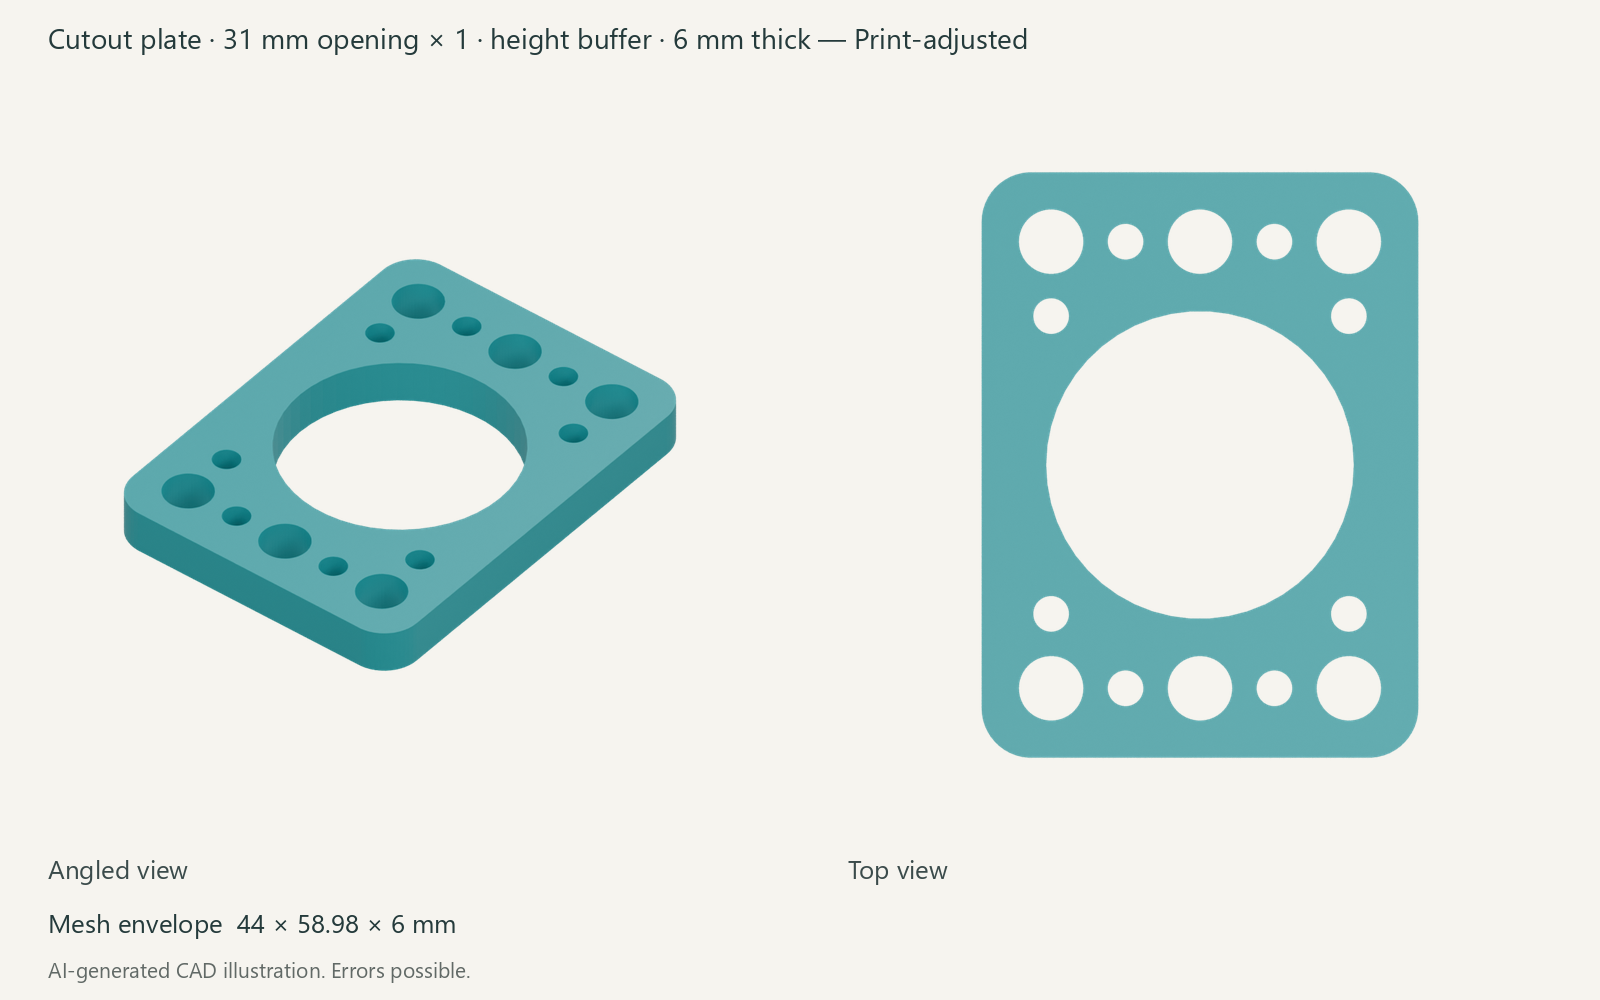 Cutout plate · 31 mm opening × 1 · height buffer · 6 mm thick — Print-adjusted
Angled view
Top view
Mesh envelope  44 × 58.98 × 6 mm
AI-generated CAD illustration. Errors possible.